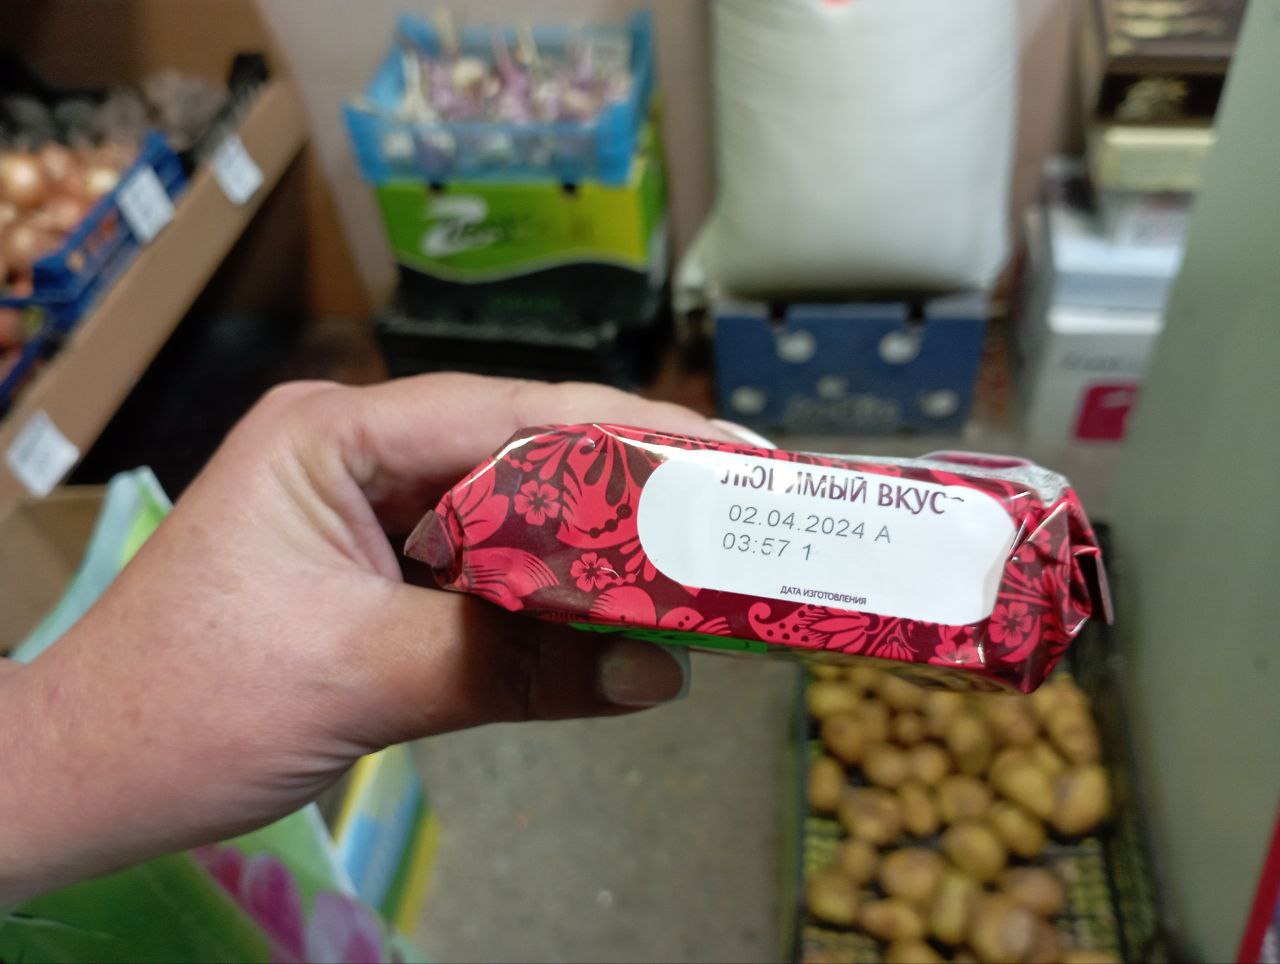 ЛЮБИМЫЙ ВКУС
02.04.2024 А
03:57 1
ДАТА ИЗГОТОВЛЕНИЯ